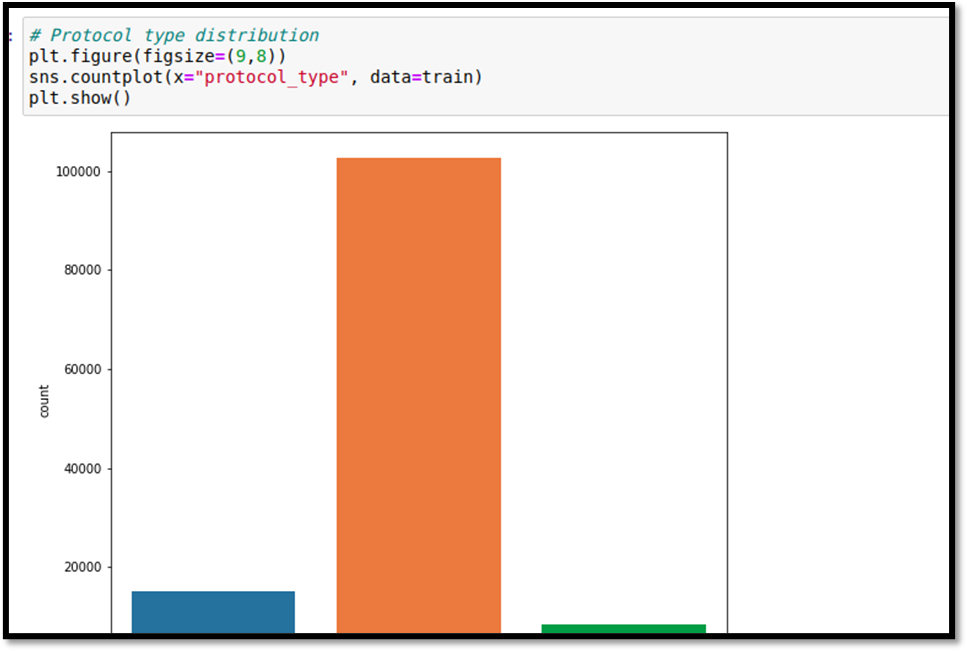 # Protocol type distribution
plt.figure(figsize=(9,8))
sns.countplot(x="protocol_type", data=train)
plt.show()
100000
80000
60000
count
40000
20000